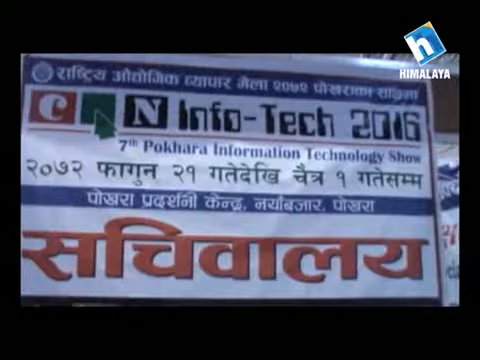 HIMALAYA
राष्ट्रिय औद्योगिक व्यापार मेला २०७२ पोखराका साथमा
C N Info-Tech 2016
7th Pokhara Information Technology Show
२०७२ फागुन २१ गतेदेखि चैत्र १ गतेसम्म
पोखरा प्रदर्शनी केन्द्र, नयाँबजार, पोखरा
सचिवालय